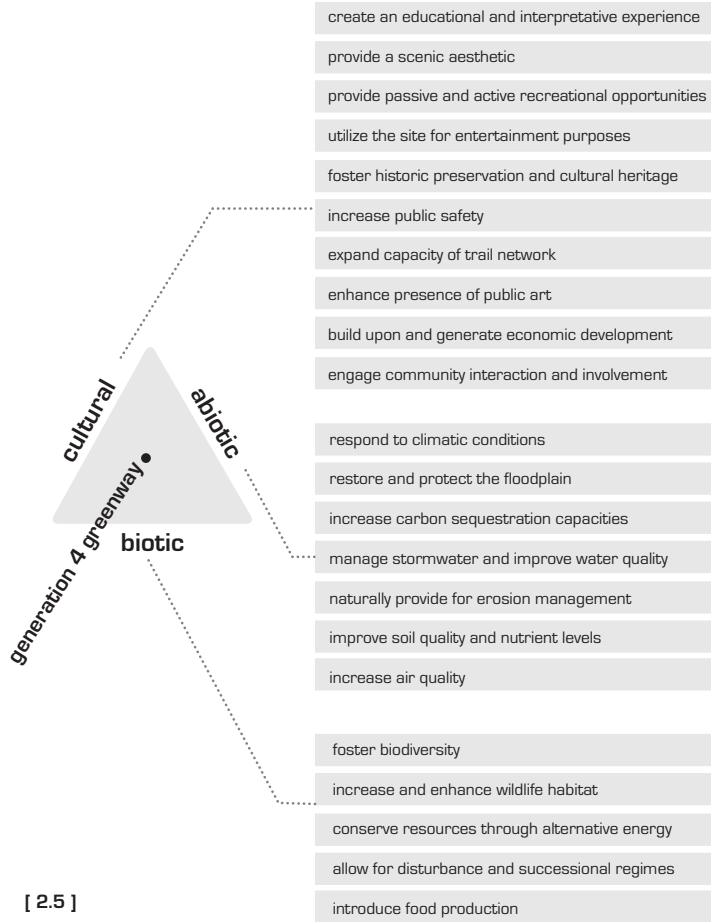 create an educational and interpretative experience
provide a scenic aesthetic
provide passive and active recreational opportunities
utilize the site for entertainment purposes
foster historic preservation and cultural heritage
increase public safety
expand capacity of trail network
enhance presence of public art
build upon and generate economic development
engage community interaction and involvement
cultural
abiotic
biotic
generation 4 greenway
respond to climatic conditions
restore and protect the floodplain
increase carbon sequestration capacities
manage stormwater and improve water quality
naturally provide for erosion management
improve soil quality and nutrient levels
increase air quality
foster biodiversity
increase and enhance wildlife habitat
conserve resources through alternative energy
allow for disturbance and successional regimes
introduce food production
[ 2.5 ]